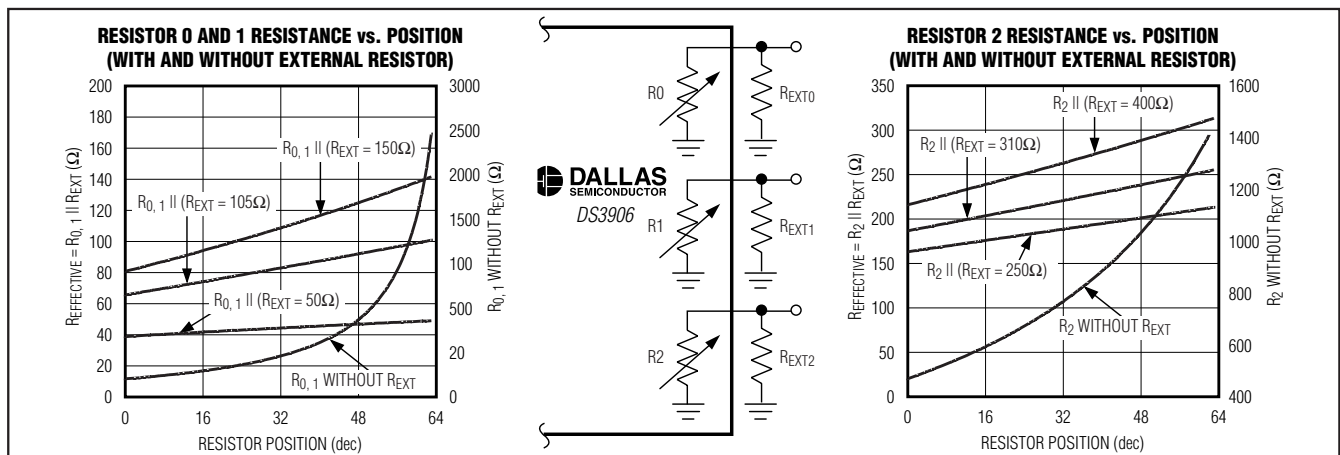 RESISTOR 0 AND 1 RESISTANCE vs. POSITION
(WITH AND WITHOUT EXTERNAL RESISTOR)
REFFECTIVE = R0, 1 || REXT (Ω)
200
180
160
140
120
100
80
60
40
20
0
R0, 1 || (REXT = 150Ω)
R0, 1 || (REXT = 105Ω)
R0, 1 || (REXT = 50Ω)
R0, 1 WITHOUT REXT
3000
2500
2000
1500
100
500
20
0
R0, 1 WITHOUT REXT (Ω)
0 16 32 48 64
RESISTOR POSITION (dec)
R0
REXT0
DALLAS
SEMICONDUCTOR
DS3906
R1
REXT1
R2
REXT2
RESISTOR 2 RESISTANCE vs. POSITION
(WITH AND WITHOUT EXTERNAL RESISTOR)
REFFECTIVE = R2 || REXT (Ω)
350
300
250
200
150
100
50
0
R2 || (REXT = 400Ω)
R2 || (REXT = 310Ω)
R2 || (REXT = 250Ω)
R2 WITHOUT REXT
1600
1400
1200
1000
800
600
400
R2 WITHOUT REXT (Ω)
0 16 32 48 64
RESISTOR POSITION (dec)